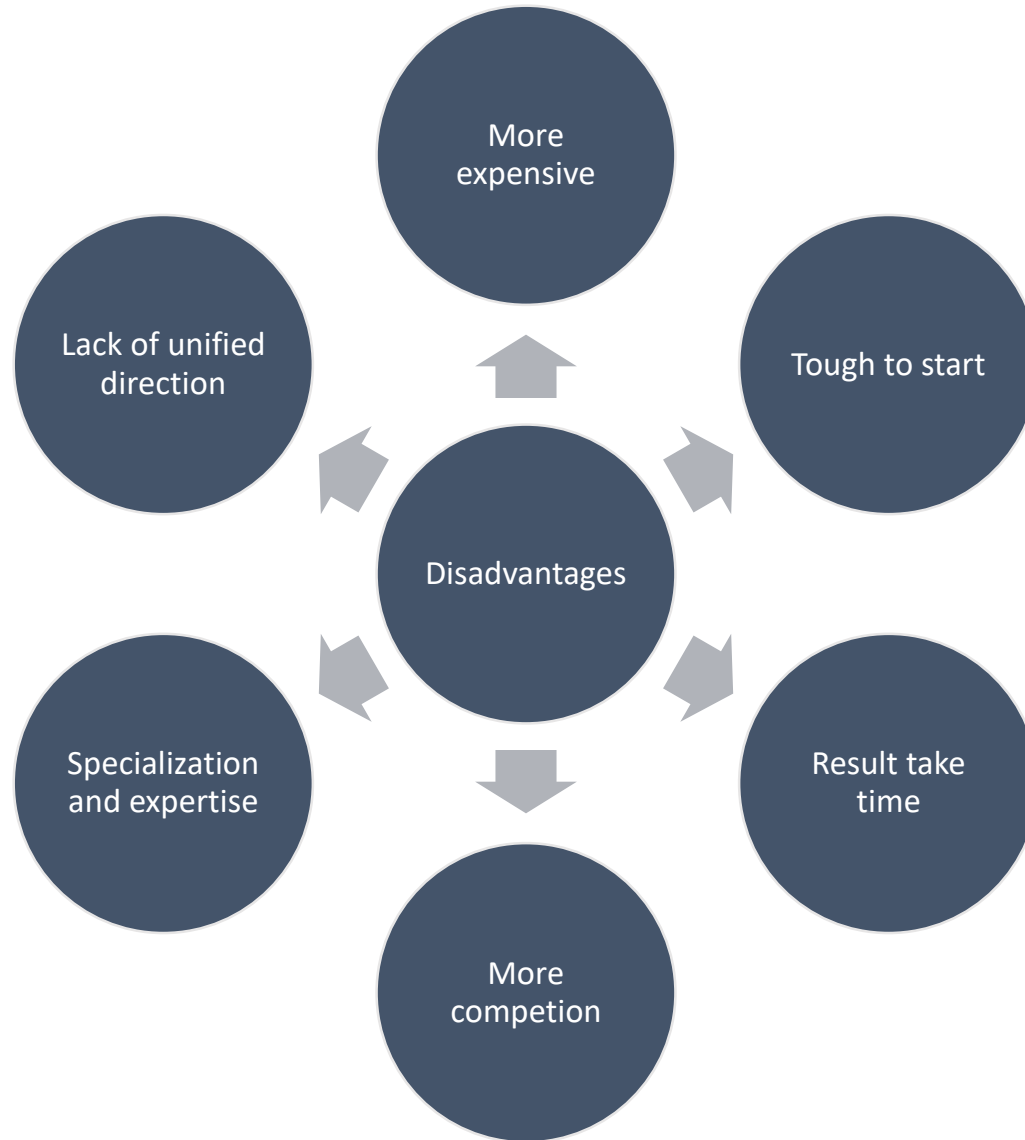 More
expensive
Lack of unified
direction
Tough to start
Disadvantages
Specialization
and expertise
Result take
time
More
competion